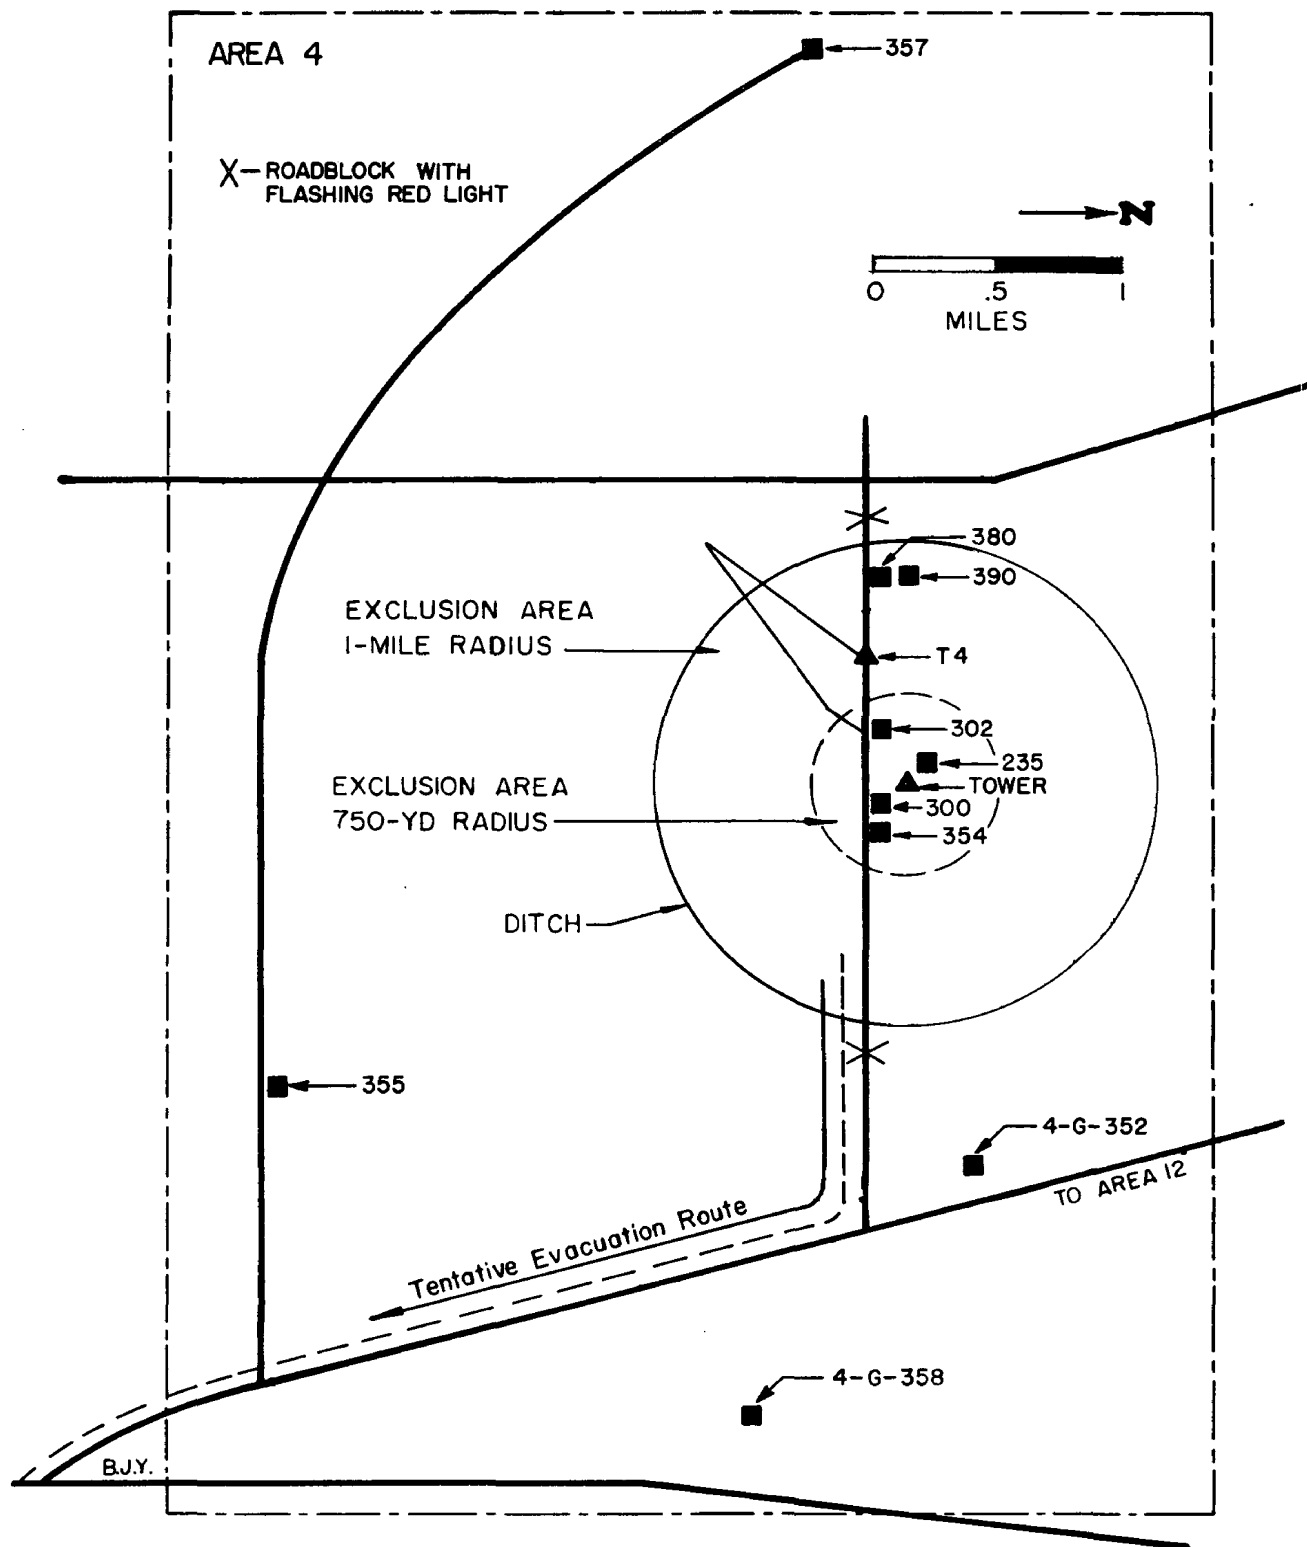 AREA 4
357
X-ROADBLOCK WITH
FLASHING RED LIGHT
N
0 .5 1
MILES
380
390
EXCLUSION AREA
1-MILE RADIUS
T4
302
235
TOWER
EXCLUSION AREA
750-YD RADIUS
300
354
DITCH
355
4-G-352
TO AREA 12
Tentative Evacuation Route
4-G-358
B.J.Y.